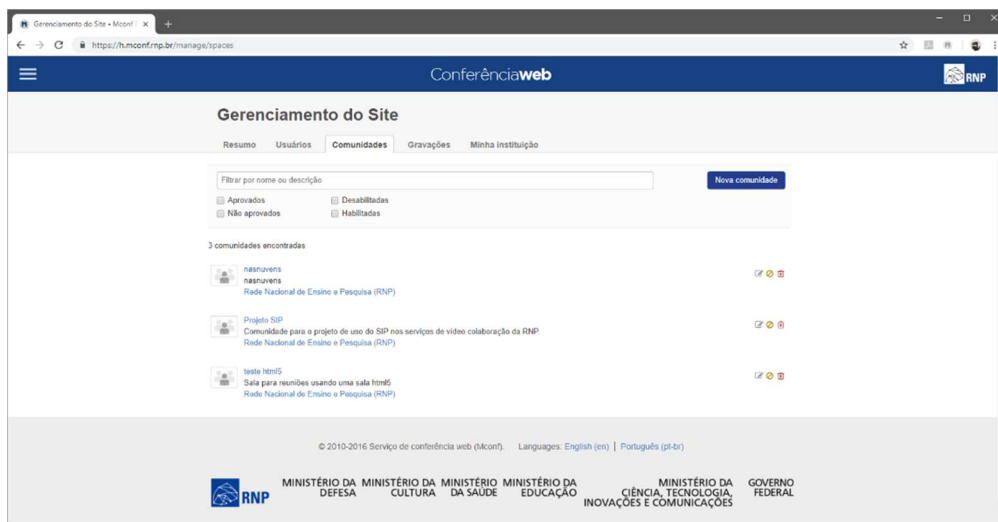 Gerenciamento do Site • Mconf |
https://h.mconf.rnp.br/manage/spaces
Conferênciaweb
RNP
Gerenciamento do Site
Resumo Usuários Comunidades Gravações Minha instituição
Filtrar por nome ou descrição
Nova comunidade
Aprovados Desabilitadas
Não aprovados Habilitadas
3 comunidades encontradas
nasnuvens
nasnuvens
Rede Nacional de Ensino e Pesquisa (RNP)
Projeto SIP
Comunidade para o projeto de uso do SIP nos serviços de vídeo colaboração da RNP.
Rede Nacional de Ensino e Pesquisa (RNP)
teste html5
Sala para reuniões usando uma sala html5
Rede Nacional de Ensino e Pesquisa (RNP)
© 2010-2016 Serviço de conferência web (Mconf). Languages: English (en) | Português (pt-br)
RNP
MINISTÉRIO DA DEFESA
MINISTÉRIO DA CULTURA
MINISTÉRIO DA SAÚDE
MINISTÉRIO DA EDUCAÇÃO
MINISTÉRIO DA CIÊNCIA, TECNOLOGIA, INOVAÇÕES E COMUNICAÇÕES
GOVERNO FEDERAL